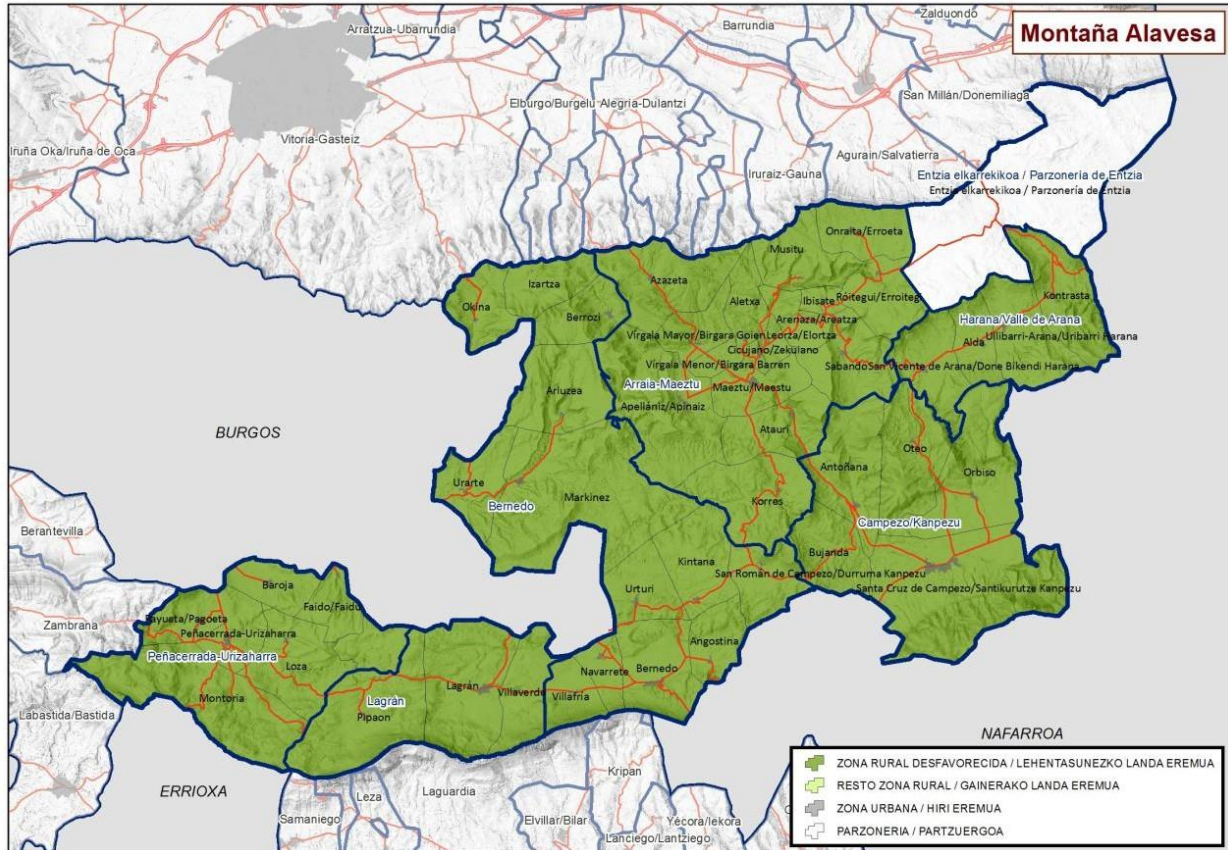 Montaña Alavesa
Zalduondo
Barrundia
Arratzua-Ubarrundia
San Millán/Donemiliaga
Elburgo/Burgelu
Alegría-Dulantzi
Vitoria-Gasteiz
Iruña Oka/Iruña de Oca
Agurain/Salvatierra
Iruraiz-Gauna
Entzia elkarrekikoa / Parzonería de Entzia
Entzia elkarrekikoa / Parzonería de Entzia
Onraita/Erroeta
Musitu
Azazeta
Izartza
Okina
Berrozi
Aletxa
Ibisate
Róitegui/Erroitegi
Kontrasta
Arenaza/Areatza
Harana/Valle de Arana
Vírgala Mayor/Birgara Goien
Leorza/Elortza
Ullibarri-Arana/Uribarri Harana
Alda
Cicujano/Zekuiano
Vírgala Menor/Birgara Barren
Sabando
San Vicente de Arana/Done Bikendi Harana
Arraia-Maeztu
Maeztu/Maestu
Arluzea
Apellániz/Apinaiz
Atauri
Oteo
BURGOS
Antoñana
Orbiso
Urarte
Markinez
Bernedo
Korres
Campezo/Kanpezu
Berantevilla
Bujanda
Kintana
San Román de Campezo/Durruma Kanpezu
Santa Cruz de Campezo/Santikurutze Kanpezu
Baroja
Faido/Faidu
Urturi
Payueta/Pagoeta
Zambrana
Peñacerrada-Urizaharra
Angostina
Peñacerrada-Urizaharra
Loza
Navarrete
Bernedo
Montoria
Lagrán
Lagrán
Villaverde
Villafría
Pipaon
Labastida/Bastida
NAFARROA
ERRIOXA
Kripan
Leza
Laguardia
Samaniego
Elvillar/Bilar
Yécora/Iekora
Lanciego/Lantziego
ZONA RURAL DESFAVORECIDA / LEHENTASUNEZKO LANDA EREMUA
RESTO ZONA RURAL / GAINERAKO LANDA EREMUA
ZONA URBANA / HIRI EREMUA
PARZONERIA / PARTZUERGOA